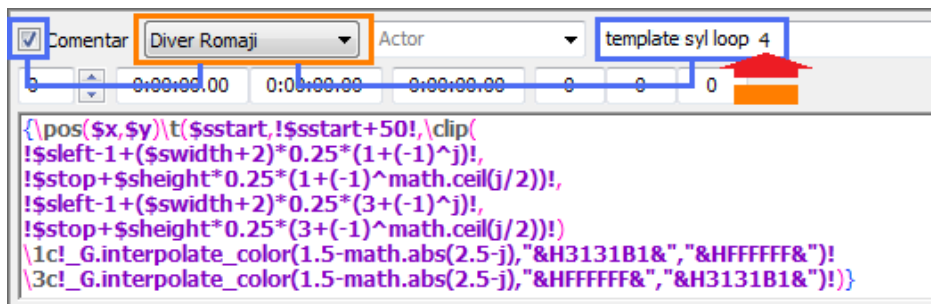 Comentar Diver Romaji Actor template syl loop 4
0 0:00:00.00 0:00:00.00 0:00:00.00 0 0 0
{\pos($x,$y)\t($sstart,!$sstart+50!,\clip(
!$sleft-1+($swidth+2)*0.25*(1+(-1)^j)!,
!$stop+$sheight*0.25*(1+(-1)^math.ceil(j/2))!,
!$sleft-1+($swidth+2)*0.25*(3+(-1)^j)!,
!$stop+$sheight*0.25*(3+(-1)^math.ceil(j/2))!)
\1c!_G.interpolate_color(1.5-math.abs(2.5-j),"&H3131B1&","&HFFFFFF&")!
\3c!_G.interpolate_color(1.5-math.abs(2.5-j),"&HFFFFFF&","&H3131B1&")!)}